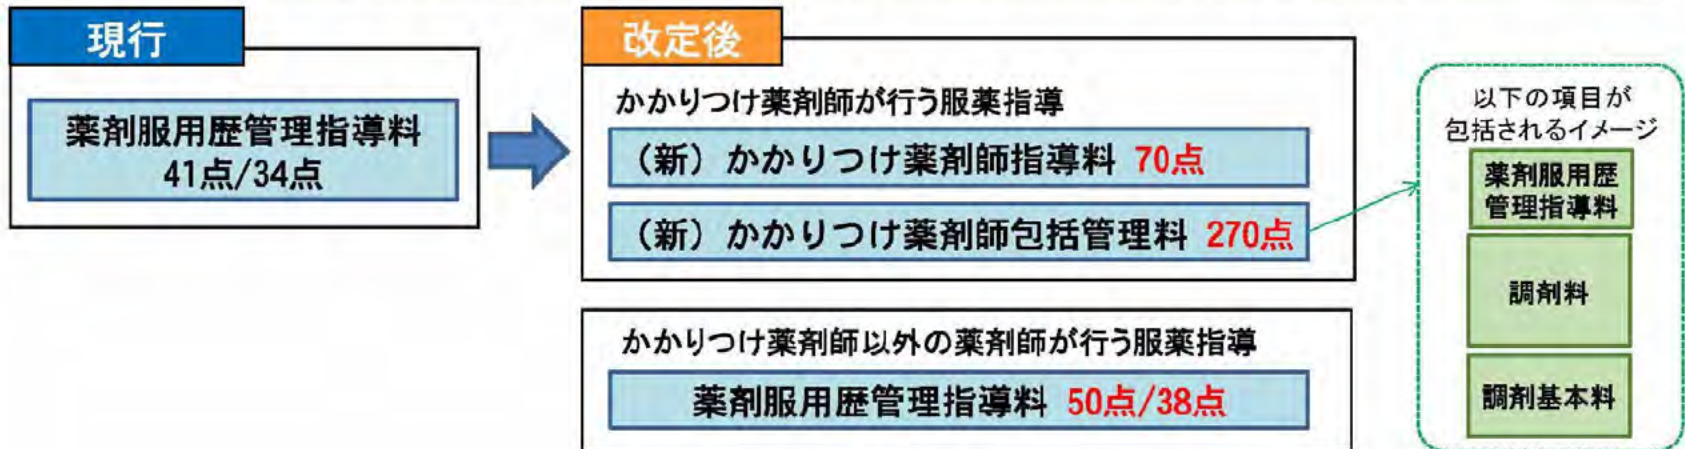 現行
薬剤服用歴管理指導料
41点/34点
改定後
かかりつけ薬剤師が行う服薬指導
（新）かかりつけ薬剤師指導料 70点
（新）かかりつけ薬剤師包括管理料 270点
かかりつけ薬剤師以外の薬剤師が行う服薬指導
薬剤服用歴管理指導料 50点/38点
以下の項目が
包括されるイメージ
薬剤服用歴
管理指導料
調剤料
調剤基本料